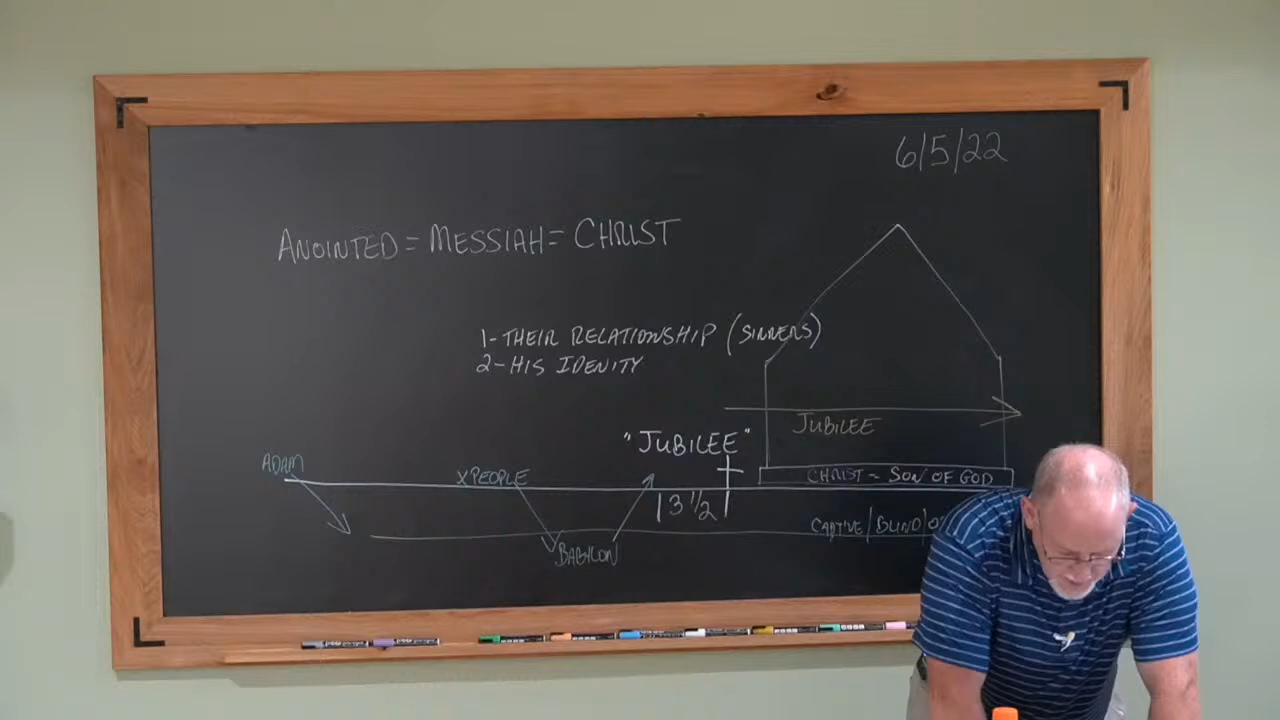 6/5/22
ANOINTED = MESSIAH = CHRIST
1-THEIR RELATIONSHIP (SINNERS)
2-HIS IDENITY
JUBILEE
"JUBILEE"
ADAM
XPEOPLE
CHRIST = SON OF GOD
3 1/2
CAPTIVE/BLIND/O
BABYLON